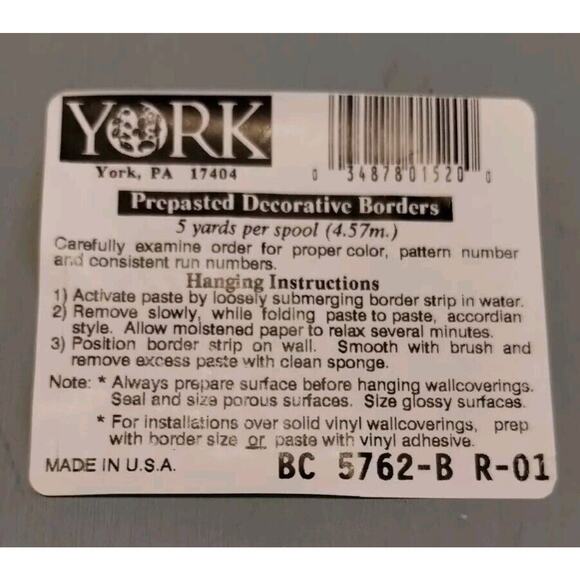 YORK
York, PA 17404
0 34878 01520 0
Prepasted Decorative Borders
5 yards per spool (4.57m.)
Carefully examine order for proper color, pattern number
and consistent run numbers.
Hanging Instructions
1) Activate paste by loosely submerging border strip in water.
2) Remove slowly, while folding paste to paste, accordian
style. Allow moistened paper to relax several minutes.
3) Position border strip on wall. Smooth with brush and
remove excess paste with clean sponge.
Note: * Always prepare surface before hanging wallcoverings.
Seal and size porous surfaces. Size glossy surfaces.
* For installations over solid vinyl wallcoverings, prep
with border size or paste with vinyl adhesive.
MADE IN U.S.A.
BC 5762-B R-01